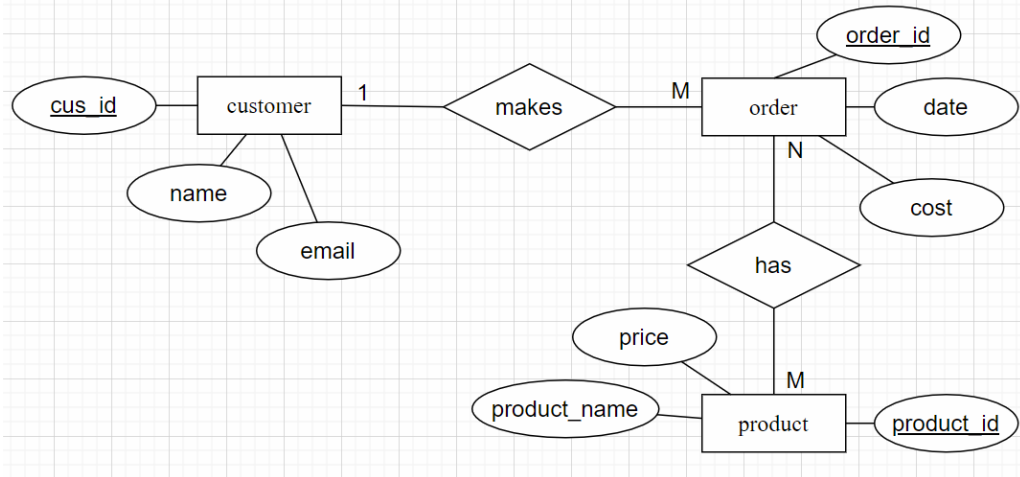 order_id
cus_id
customer
1
makes
M
order
date
N
name
cost
email
has
price
M
product_name
product
product_id